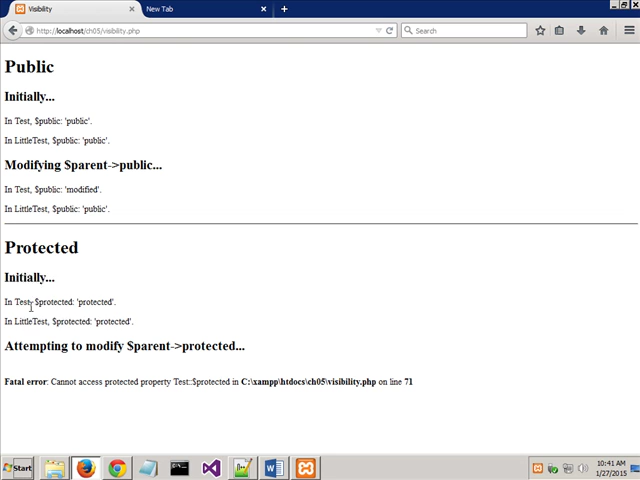 Visibility
New Tab
http://localhost/ch05/visibility.php
Search
Public
Initially...
In Test, $public: 'public'.
In LittleTest, $public: 'public'.
Modifying $parent->public...
In Test, $public: 'modified'.
In LittleTest, $public: 'public'.
Protected
Initially...
In Test, $protected: 'protected'.
In LittleTest, $protected: 'protected'.
Attempting to modify $parent->protected...
Fatal error: Cannot access protected property Test::$protected in C:\xampp\htdocs\ch05\visibility.php on line 71
Start
10:41 AM
1/27/2015